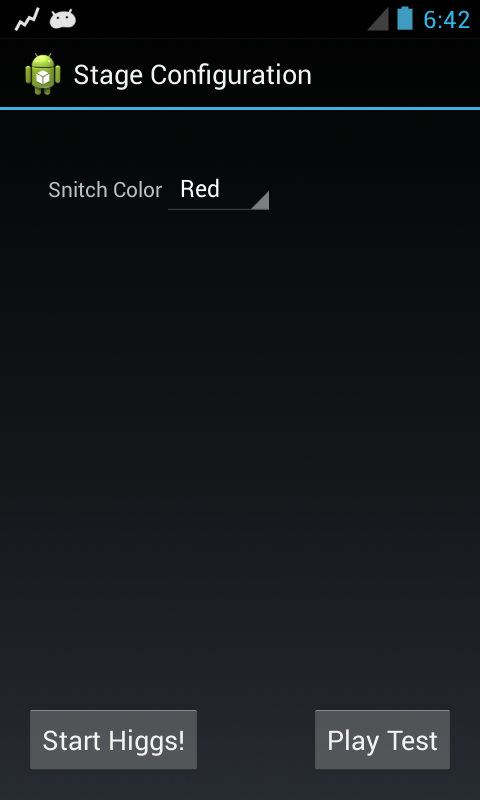 6:42
Stage Configuration
Snitch Color Red
Start Higgs! Play Test